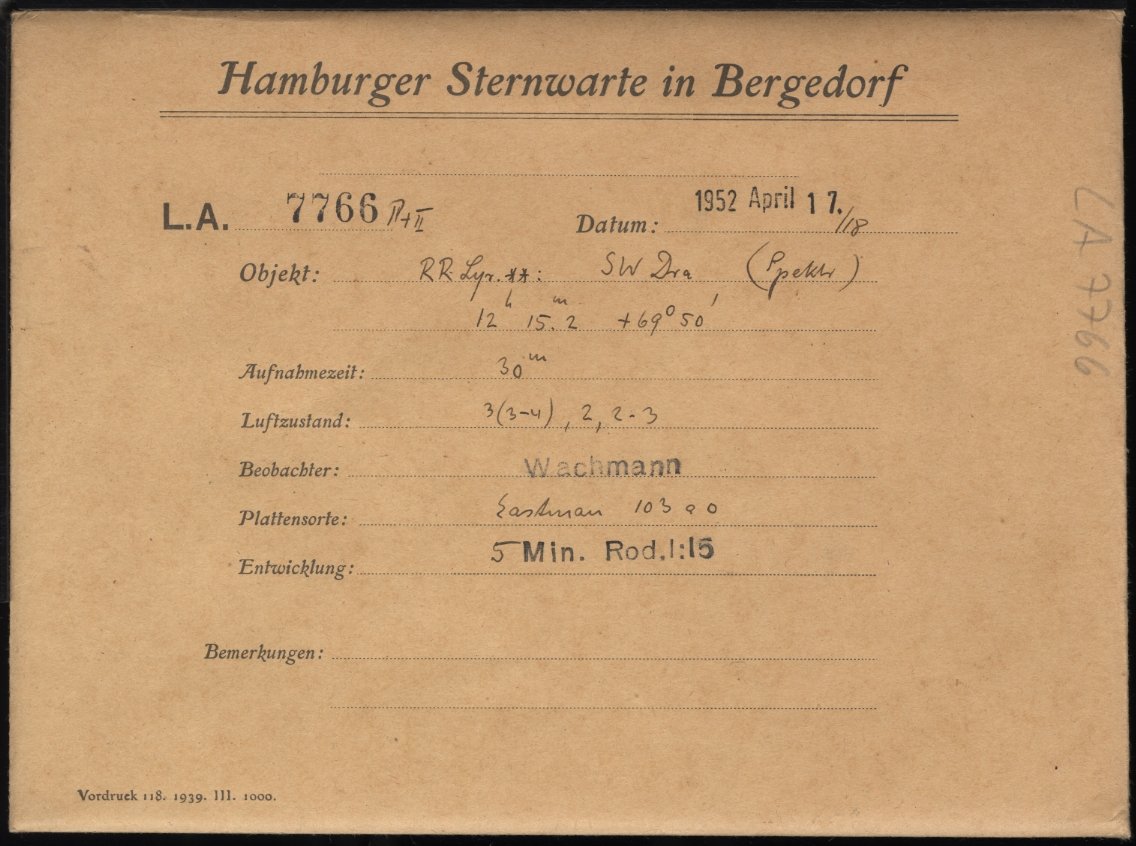 Hamburger Sternwarte in Bergedorf
L.A. 7766 I+II Datum: 1952 April 17./18
Objekt: RR Lyr. **: SW Dra (Spektr)
12h 15.m2 +69° 50'
Aufnahmezeit: 30m
Luftzustand: 3(3-4), 2, 2-3
Beobachter: Wachmann
Plattensorte: Eastman 103 a O
Entwicklung: 5 Min. Rod.1:15
Bemerkungen:
Vordruck 118. 1939. III. 1000.
LA 7766